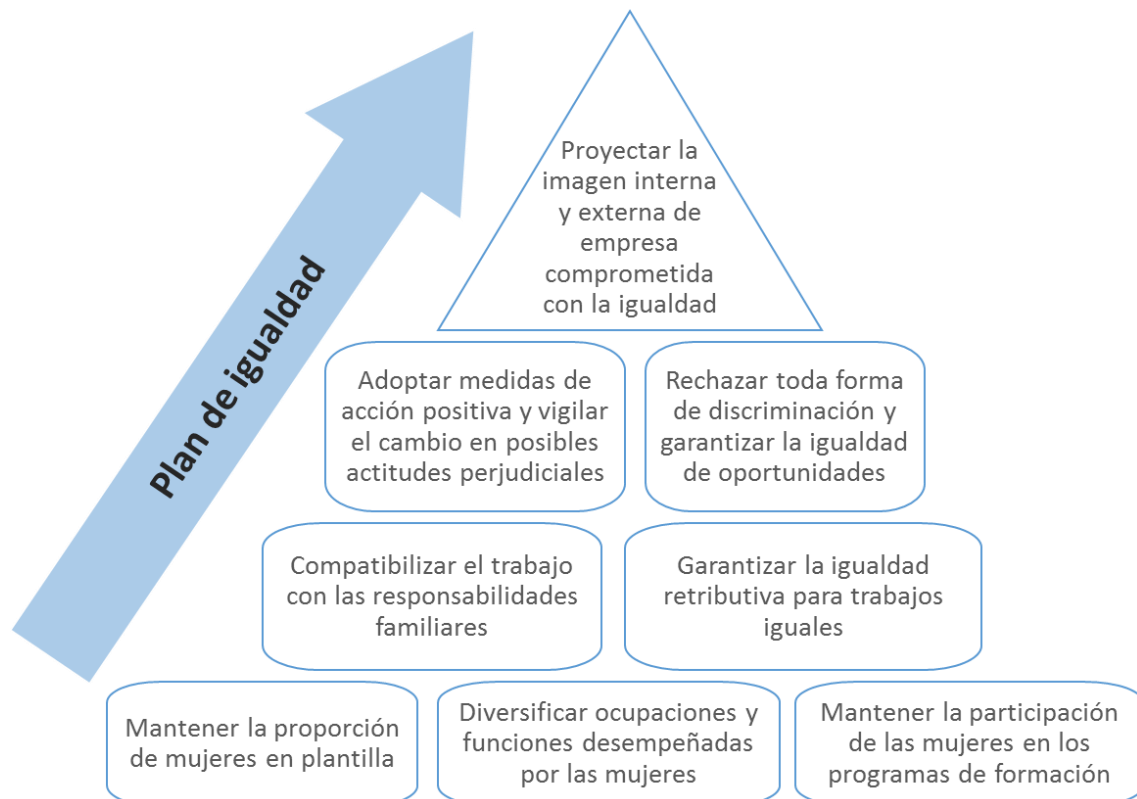 Plan de igualdad
Proyectar la
imagen interna
y externa de
empresa
comprometida
con la igualdad
Adoptar medidas de
acción positiva y vigilar
el cambio en posibles
actitudes perjudiciales
Rechazar toda forma
de discriminación y
garantizar la igualdad
de oportunidades
Compatibilizar el trabajo
con las responsabilidades
familiares
Garantizar la igualdad
retributiva para trabajos
iguales
Mantener la proporción
de mujeres en plantilla
Diversificar ocupaciones y
funciones desempeñadas
por las mujeres
Mantener la participación
de las mujeres en los
programas de formación